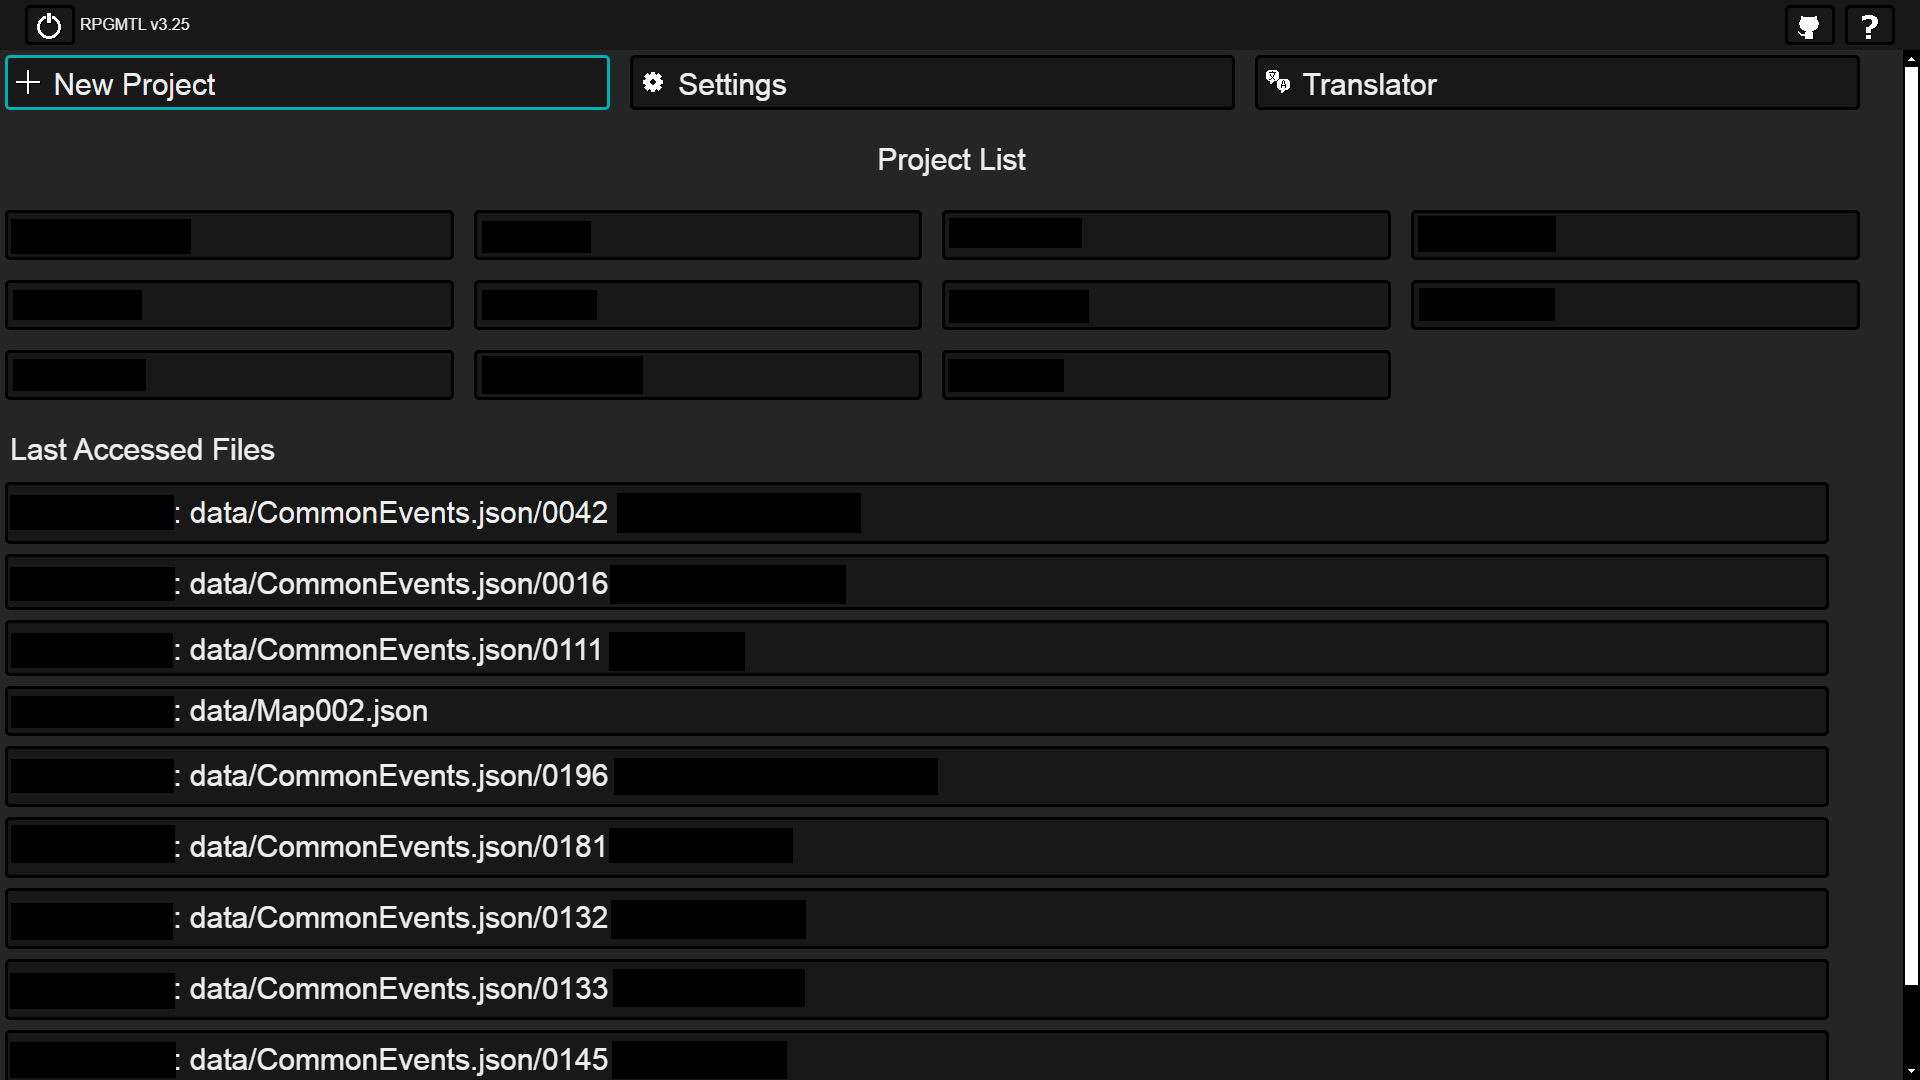 RPGMTL v3.25
?
New Project
Settings
Translator
Project List
Last Accessed Files
: data/CommonEvents.json/0042
: data/CommonEvents.json/0016
: data/CommonEvents.json/0111
: data/Map002.json
: data/CommonEvents.json/0196
: data/CommonEvents.json/0181
: data/CommonEvents.json/0132
: data/CommonEvents.json/0133
: data/CommonEvents.json/0145